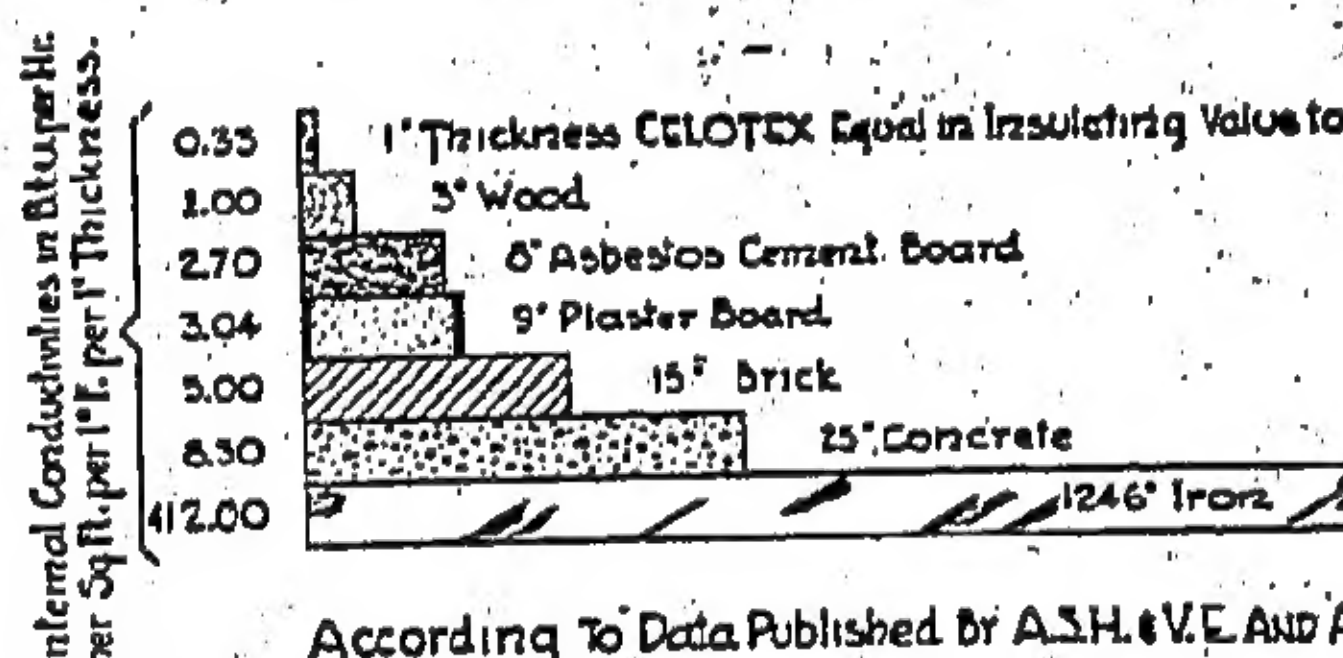 nternal Conductivities in Btu per Hr.
per Sq Ft. per 1° F. per 1" Thickness.
0.33 1" Thickness CELOTEX Equal in Insulating Value to
1.00 3" Wood
2.70 8" Asbestos Cement Board
3.04 9" Plaster Board
5.00 15" Brick
8.30 25" Concrete
412.00 1246" Iron
According To Data Published By A.S.H. & V.E. AND A